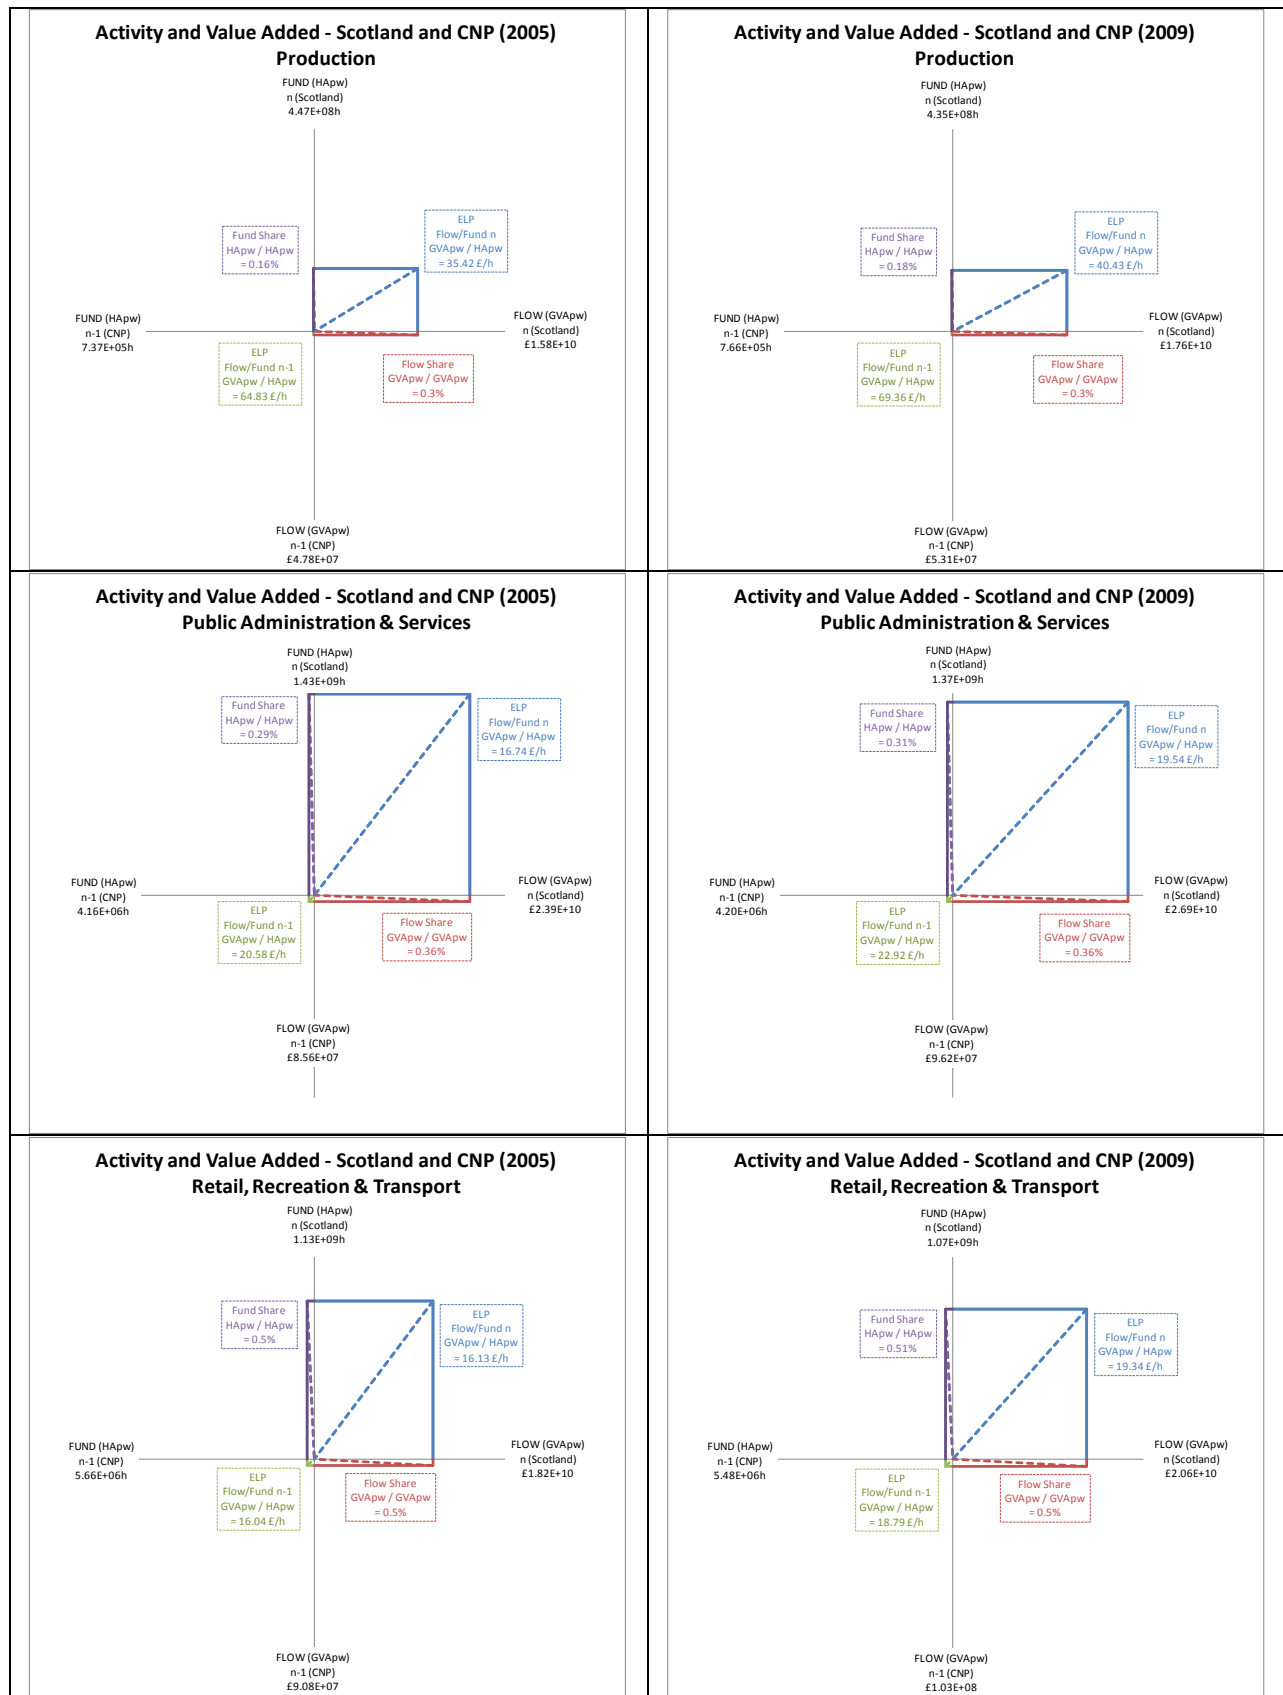 Activity and Value Added - Scotland and CNP (2005)
Production
FUND (HApw)
n (Scotland)
4.47E+08h
Fund Share
HApw / HApw
= 0.16%
ELP
Flow/Fund n
GVApw / HApw
= 35.42 £/h
FUND (HApw)
n-1 (CNP)
7.37E+05h
FLOW (GVApw)
n (Scotland)
£1.58E+10
ELP
Flow/Fund n-1
GVApw / HApw
= 64.83 £/h
Flow Share
GVApw / GVApw
= 0.3%
FLOW (GVApw)
n-1 (CNP)
£4.78E+07
Activity and Value Added - Scotland and CNP (2009)
Production
FUND (HApw)
n (Scotland)
4.35E+08h
Fund Share
HApw / HApw
= 0.18%
ELP
Flow/Fund n
GVApw / HApw
= 40.43 £/h
FUND (HApw)
n-1 (CNP)
7.66E+05h
FLOW (GVApw)
n (Scotland)
£1.76E+10
ELP
Flow/Fund n-1
GVApw / HApw
= 69.36 £/h
Flow Share
GVApw / GVApw
= 0.3%
FLOW (GVApw)
n-1 (CNP)
£5.31E+07
Activity and Value Added - Scotland and CNP (2005)
Public Administration & Services
FUND (HApw)
n (Scotland)
1.43E+09h
Fund Share
HApw / HApw
= 0.29%
ELP
Flow/Fund n
GVApw / HApw
= 16.74 £/h
FUND (HApw)
n-1 (CNP)
4.16E+06h
FLOW (GVApw)
n (Scotland)
£2.39E+10
ELP
Flow/Fund n-1
GVApw / HApw
= 20.58 £/h
Flow Share
GVApw / GVApw
= 0.36%
FLOW (GVApw)
n-1 (CNP)
£8.56E+07
Activity and Value Added - Scotland and CNP (2009)
Public Administration & Services
FUND (HApw)
n (Scotland)
1.37E+09h
Fund Share
HApw / HApw
= 0.31%
ELP
Flow/Fund n
GVApw / HApw
= 19.54 £/h
FUND (HApw)
n-1 (CNP)
4.20E+06h
FLOW (GVApw)
n (Scotland)
£2.69E+10
ELP
Flow/Fund n-1
GVApw / HApw
= 22.92 £/h
Flow Share
GVApw / GVApw
= 0.36%
FLOW (GVApw)
n-1 (CNP)
£9.62E+07
Activity and Value Added - Scotland and CNP (2005)
Retail, Recreation & Transport
FUND (HApw)
n (Scotland)
1.13E+09h
Fund Share
HApw / HApw
= 0.5%
ELP
Flow/Fund n
GVApw / HApw
= 16.13 £/h
FUND (HApw)
n-1 (CNP)
5.66E+06h
FLOW (GVApw)
n (Scotland)
£1.82E+10
ELP
Flow/Fund n-1
GVApw / HApw
= 16.04 £/h
Flow Share
GVApw / GVApw
= 0.5%
FLOW (GVApw)
n-1 (CNP)
£9.08E+07
Activity and Value Added - Scotland and CNP (2009)
Retail, Recreation & Transport
FUND (HApw)
n (Scotland)
1.07E+09h
Fund Share
HApw / HApw
= 0.51%
ELP
Flow/Fund n
GVApw / HApw
= 19.34 £/h
FUND (HApw)
n-1 (CNP)
5.48E+06h
FLOW (GVApw)
n (Scotland)
£2.06E+10
ELP
Flow/Fund n-1
GVApw / HApw
= 18.79 £/h
Flow Share
GVApw / GVApw
= 0.5%
FLOW (GVApw)
n-1 (CNP)
£1.03E+08